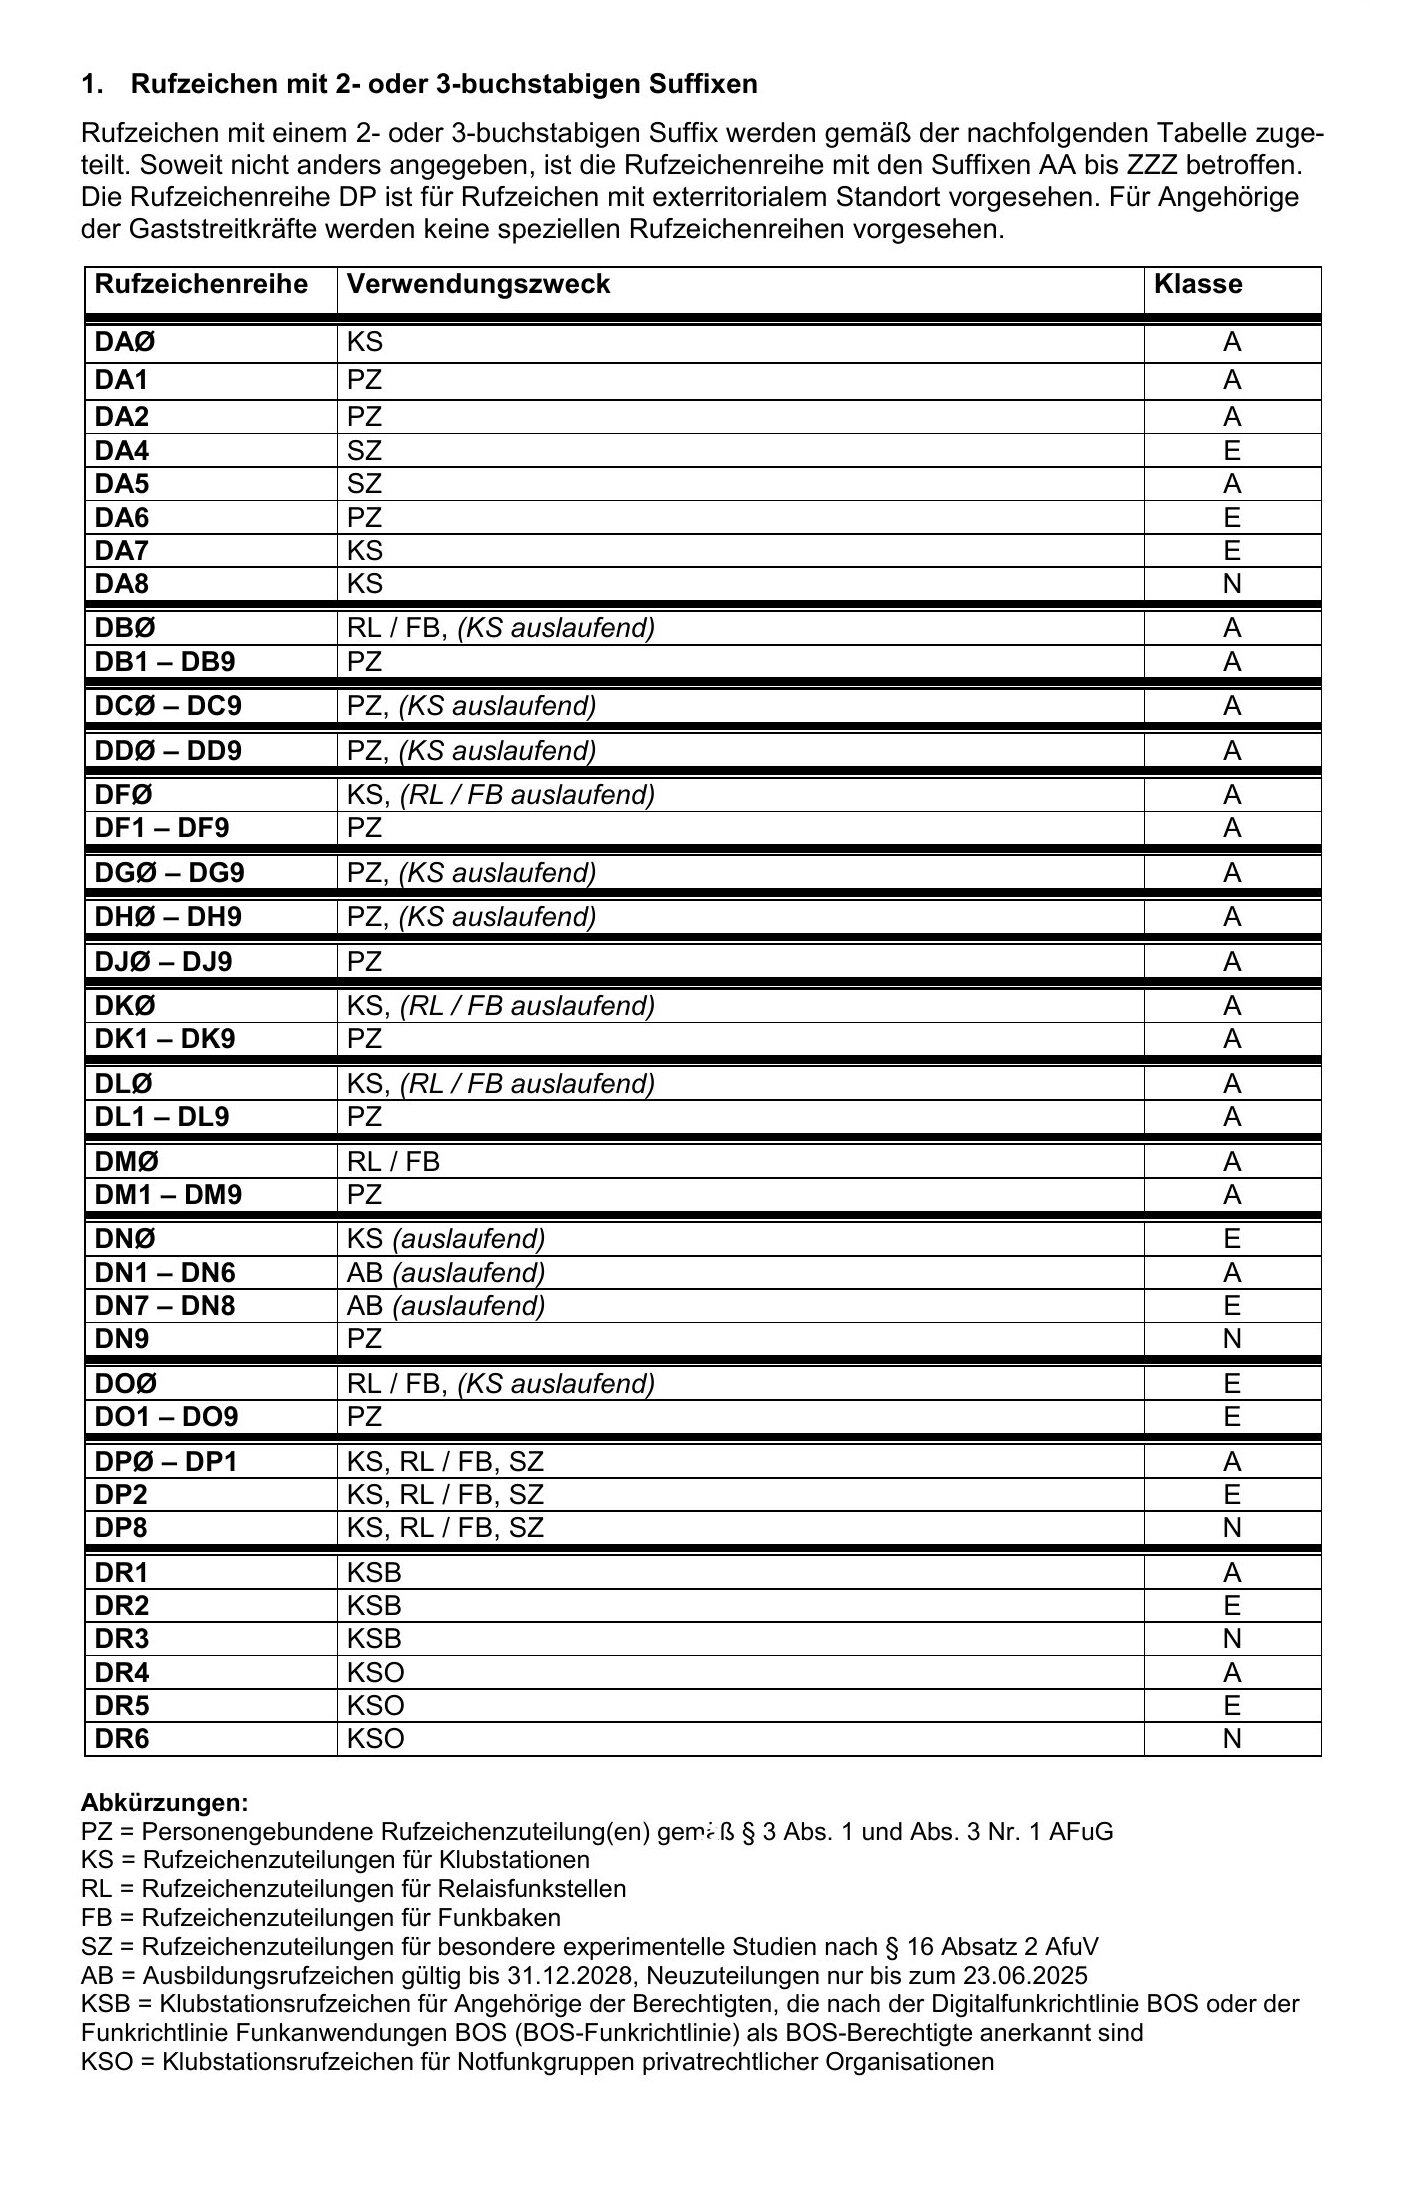 1. Rufzeichen mit 2- oder 3-buchstabigen Suffixen
Rufzeichen mit einem 2- oder 3-buchstabigen Suffix werden gemäß der nachfolgenden Tabelle zuge-
teilt. Soweit nicht anders angegeben, ist die Rufzeichenreihe mit den Suffixen AA bis ZZZ betroffen.
Die Rufzeichenreihe DP ist für Rufzeichen mit exterritorialem Standort vorgesehen. Für Angehörige
der Gaststreitkräfte werden keine speziellen Rufzeichenreihen vorgesehen.
Rufzeichenreihe Verwendungszweck Klasse
DAØ KS A
DA1 PZ A
DA2 PZ A
DA4 SZ E
DA5 SZ A
DA6 PZ E
DA7 KS E
DA8 KS N
DBØ RL / FB, (KS auslaufend) A
DB1 – DB9 PZ A
DCØ – DC9 PZ, (KS auslaufend) A
DDØ – DD9 PZ, (KS auslaufend) A
DFØ KS, (RL / FB auslaufend) A
DF1 – DF9 PZ A
DGØ – DG9 PZ, (KS auslaufend) A
DHØ – DH9 PZ, (KS auslaufend) A
DJØ – DJ9 PZ A
DKØ KS, (RL / FB auslaufend) A
DK1 – DK9 PZ A
DLØ KS, (RL / FB auslaufend) A
DL1 – DL9 PZ A
DMØ RL / FB A
DM1 – DM9 PZ A
DNØ KS (auslaufend) E
DN1 – DN6 AB (auslaufend) A
DN7 – DN8 AB (auslaufend) E
DN9 PZ N
DOØ RL / FB, (KS auslaufend) E
DO1 – DO9 PZ E
DPØ – DP1 KS, RL / FB, SZ A
DP2 KS, RL / FB, SZ E
DP8 KS, RL / FB, SZ N
DR1 KSB A
DR2 KSB E
DR3 KSB N
DR4 KSO A
DR5 KSO E
DR6 KSO N
Abkürzungen:
PZ = Personengebundene Rufzeichenzuteilung(en) gemäß § 3 Abs. 1 und Abs. 3 Nr. 1 AFuG
KS = Rufzeichenzuteilungen für Klubstationen
RL = Rufzeichenzuteilungen für Relaisfunkstellen
FB = Rufzeichenzuteilungen für Funkbaken
SZ = Rufzeichenzuteilungen für besondere experimentelle Studien nach § 16 Absatz 2 AfuV
AB = Ausbildungsrufzeichen gültig bis 31.12.2028, Neuzuteilungen nur bis zum 23.06.2025
KSB = Klubstationsrufzeichen für Angehörige der Berechtigten, die nach der Digitalfunkrichtlinie BOS oder der
Funkrichtlinie Funkanwendungen BOS (BOS-Funkrichtlinie) als BOS-Berechtigte anerkannt sind
KSO = Klubstationsrufzeichen für Notfunkgruppen privatrechtlicher Organisationen